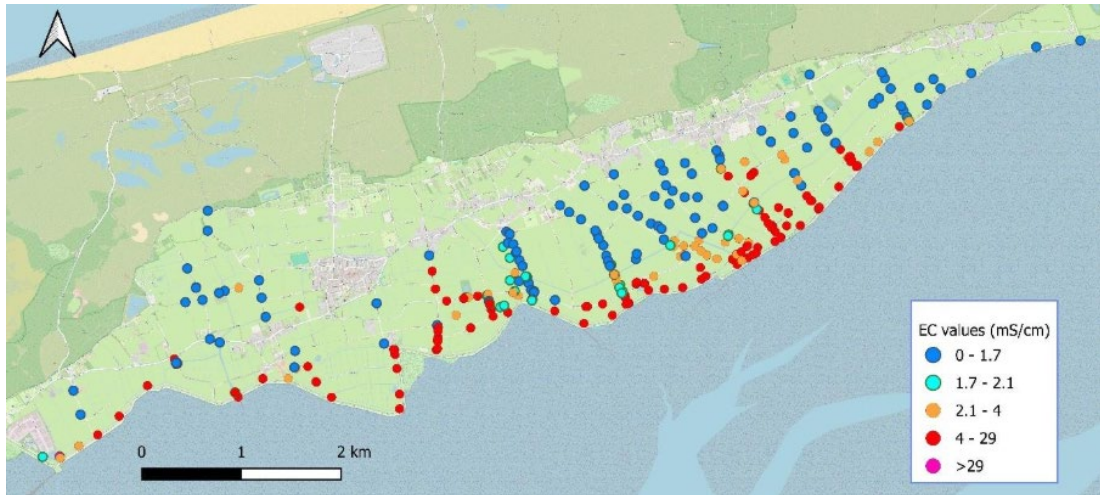 EC values (mS/cm)
0 - 1.7
1.7 - 2.1
2.1 - 4
4 - 29
>29
0 1 2 km